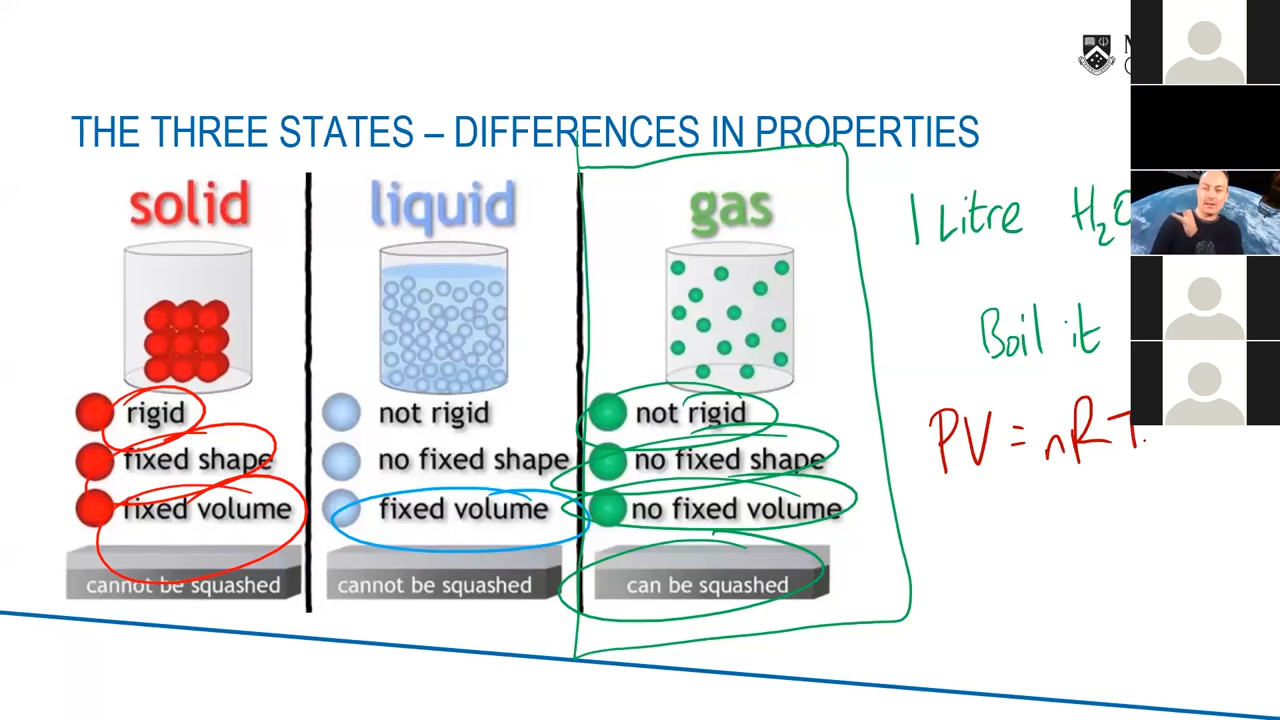 THE THREE STATES – DIFFERENCES IN PROPERTIES
solid
rigid
fixed shape
fixed volume
cannot be squashed
liquid
not rigid
no fixed shape
fixed volume
cannot be squashed
gas
not rigid
no fixed shape
no fixed volume
can be squashed
1 Litre H₂O
Boil it
PV = nRT